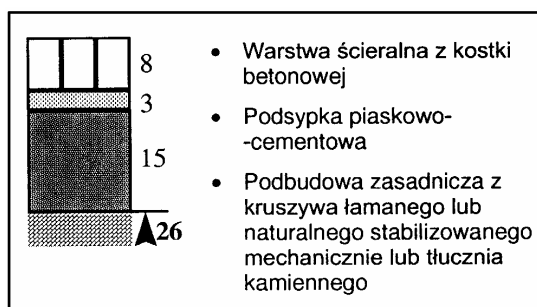 8
3
15
26
• Warstwa ścieralna z kostki
betonowej
• Podsypka piaskowo-
-cementowa
• Podbudowa zasadnicza z
kruszywa łamanego lub
naturalnego stabilizowanego
mechanicznie lub tłucznia
kamiennego